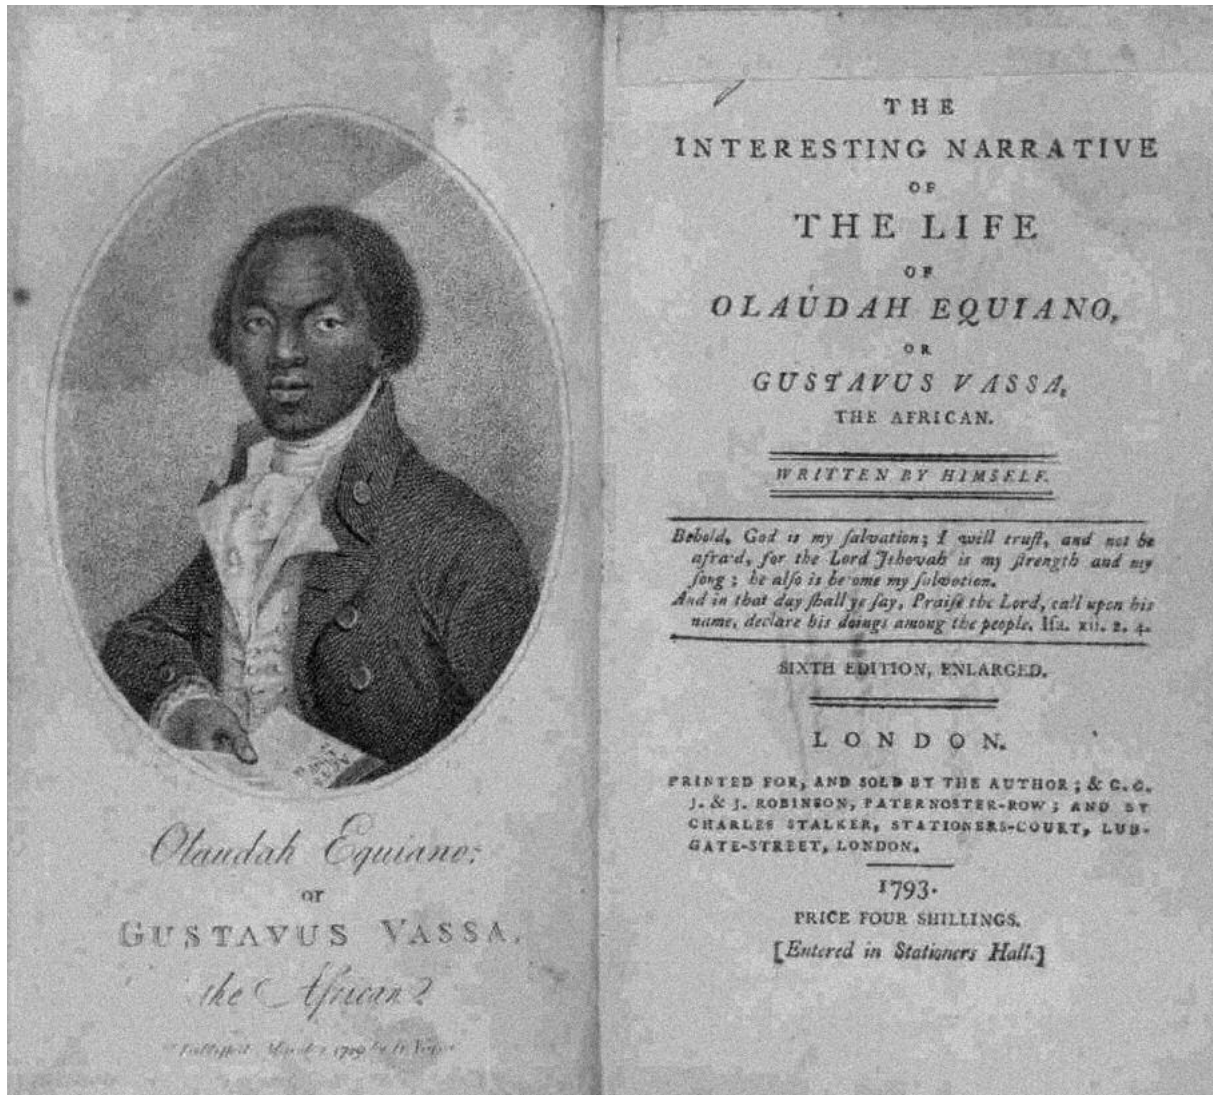 Olaudah Equiano;
or
GUSTAVUS VASSA,
the African
1789 by G. Vassa
THE
INTERESTING NARRATIVE
OF
THE LIFE
OF
OLAÚDAH EQUIANO,
OR
GUSTAVUS VASSA,
THE AFRICAN.
WRITTEN BY HIMSELF.
Behold, God is my ſalvation; I will truſt, and not be
afraid, for the Lord Jehovah is my ſtrength and my
ſong; he alſo is become my ſalvation.
And in that day ſhall ye ſay, Praiſe the Lord, call upon his
name, declare his doings among the people. Iſa. xii. 2. 4.
SIXTH EDITION, ENLARGED.
LONDON.
PRINTED FOR, AND SOLD BY THE AUTHOR; & G. G.
J. & J. ROBINSON, PATERNOSTER-ROW; AND BY
CHARLES STALKER, STATIONERS-COURT, LUD-
GATE-STREET, LONDON.
1793.
PRICE FOUR SHILLINGS.
[Entered in Stationers Hall.]